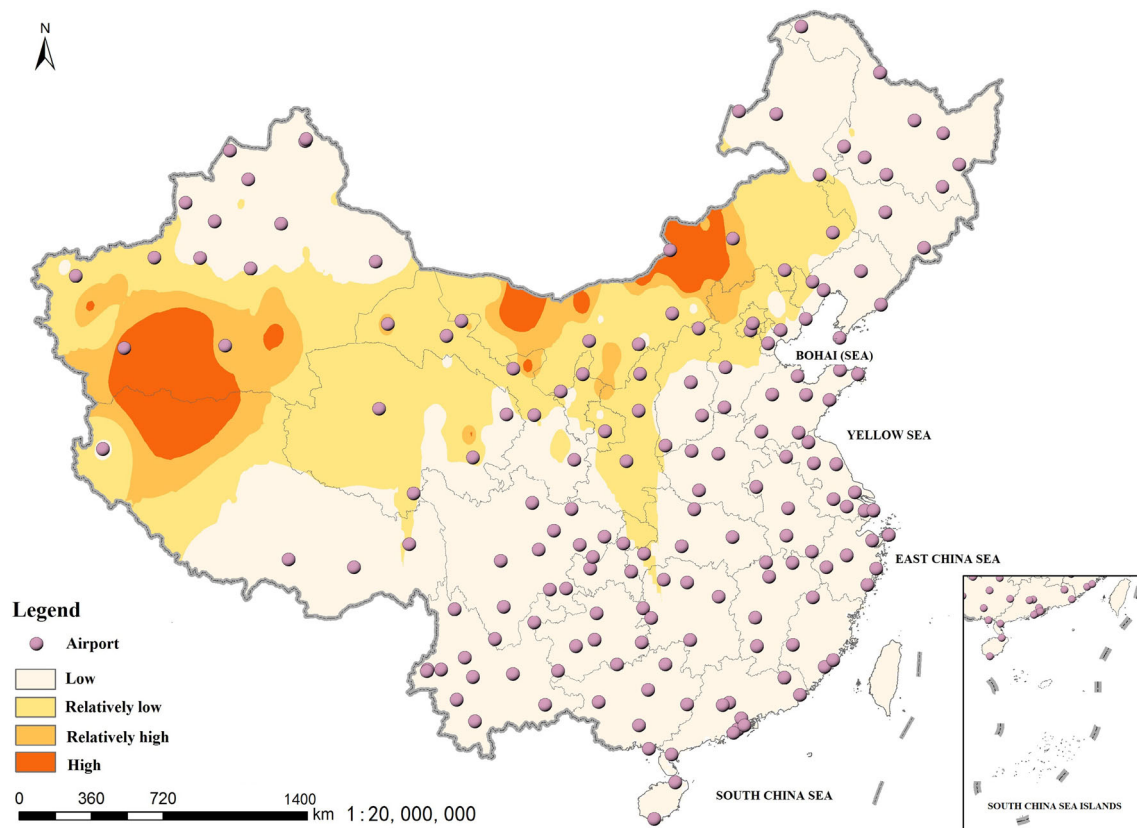 N
BOHAI (SEA)
YELLOW SEA
EAST CHINA SEA
Legend
Airport
Low
Relatively low
Relatively high
High
0 360 720 1400
km 1:20, 000, 000
SOUTH CHINA SEA
SOUTH CHINA SEA ISLANDS